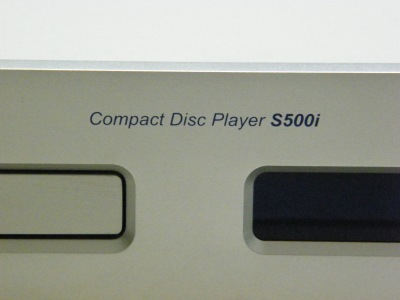 Compact Disc Player S500i